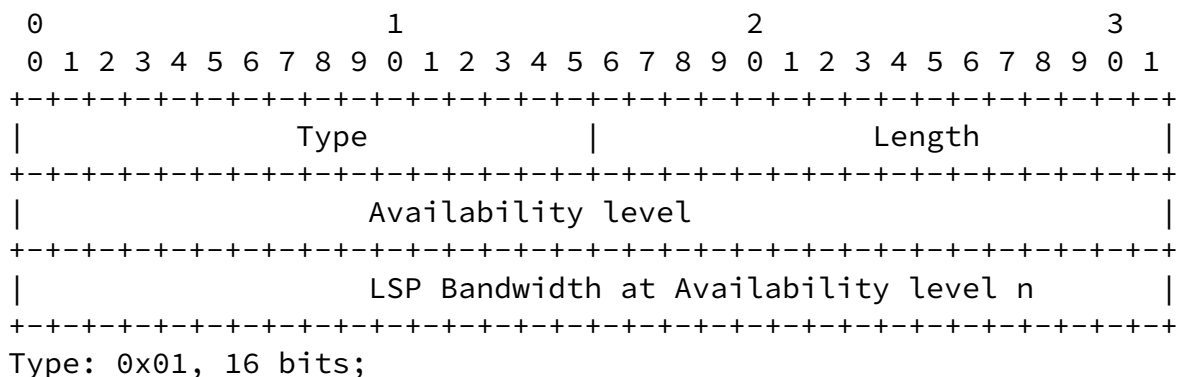 0                   1                   2                   3
 0 1 2 3 4 5 6 7 8 9 0 1 2 3 4 5 6 7 8 9 0 1 2 3 4 5 6 7 8 9 0 1
+-+-+-+-+-+-+-+-+-+-+-+-+-+-+-+-+-+-+-+-+-+-+-+-+-+-+-+-+-+-+-+-+
|               Type            |               Length          |
+-+-+-+-+-+-+-+-+-+-+-+-+-+-+-+-+-+-+-+-+-+-+-+-+-+-+-+-+-+-+-+-+
|                   Availability level                          |
+-+-+-+-+-+-+-+-+-+-+-+-+-+-+-+-+-+-+-+-+-+-+-+-+-+-+-+-+-+-+-+-+
|                   LSP Bandwidth at Availability level n       |
+-+-+-+-+-+-+-+-+-+-+-+-+-+-+-+-+-+-+-+-+-+-+-+-+-+-+-+-+-+-+-+-+
Type: 0x01, 16 bits;